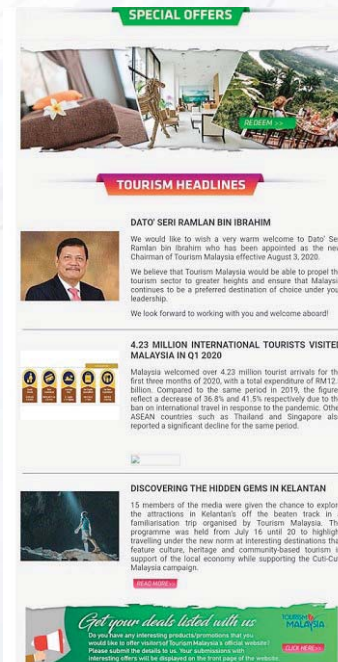 SPECIAL OFFERS
REDEEM >>
TOURISM HEADLINES
DATO' SERI RAMLAN BIN IBRAHIM
We would like to wish a very warm welcome to Dato' Se
Ramlan bin Ibrahim who has been appointed as the new
Chairman of Tourism Malaysia effective August 3, 2020.
We believe that Tourism Malaysia would be able to propel the
tourism sector to greater heights and ensure that Malaysi
continues to be a preferred destination of choice under you
leadership.
We look forward to working with you and welcome aboard!
4.23 MILLION INTERNATIONAL TOURISTS VISITE
MALAYSIA IN Q1 2020
Malaysia welcomed over 4.23 million tourist arrivals for th
first three months of 2020, with a total expenditure of RM12.
billion. Compared to the same period in 2019, the figure
reflect a decrease of 36.8% and 41.5% respectively due to th
ban on international travel in response to the pandemic. Othe
ASEAN countries such as Thailand and Singapore als
reported a significant decline for the same period.
DISCOVERING THE HIDDEN GEMS IN KELANTAN
15 members of the media were given the chance to explor
the attractions in Kelantan's off the beaten track in
familiarisation trip organised by Tourism Malaysia. Th
programme was held from July 16 until 20 to highligh
travelling under the new norm at interesting destinations tha
feature culture, heritage and community-based tourism i
support of the local economy while supporting the Cuti-Cu
Malaysia campaign.
READ MORE >>
Get your deals listed with us
TOURISM
MALAYSIA
Do you have any interesting products/promotions that you
would like to offer visitors of Tourism Malaysia's official website?
Please submit the details to us. Your submissions with
interesting offers will be displayed on the front page of the website.
CLICK HERE >>